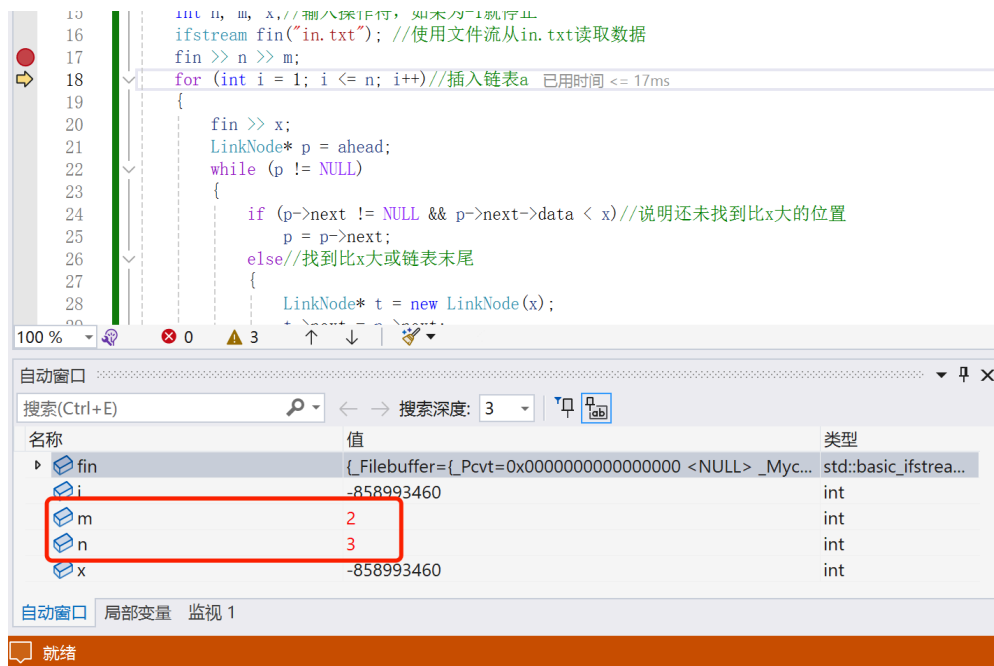 15 int n, m, x;//输入操作符，如果为-1就停止
16 ifstream fin("in.txt"); //使用文件流从in.txt读取数据
17 fin >> n >> m;
18 for (int i = 1; i <= n; i++)//插入链表a 已用时间 <= 17ms
19 {
20 fin >> x;
21 LinkNode* p = ahead;
22 while (p != NULL)
23 {
24 if (p->next != NULL && p->next->data < x)//说明还未找到比x大的位置
25 p = p->next;
26 else//找到比x大或链表末尾
27 {
28 LinkNode* t = new LinkNode(x);
100 % 0 3
自动窗口
搜索(Ctrl+E) 搜索深度: 3
名称 值 类型
fin {_Filebuffer={_Pcvt=0x0000000000000000 <NULL> _Myc... std::basic_ifstrea...
i -858993460 int
m 2 int
n 3 int
x -858993460 int
自动窗口 局部变量 监视 1
就绪